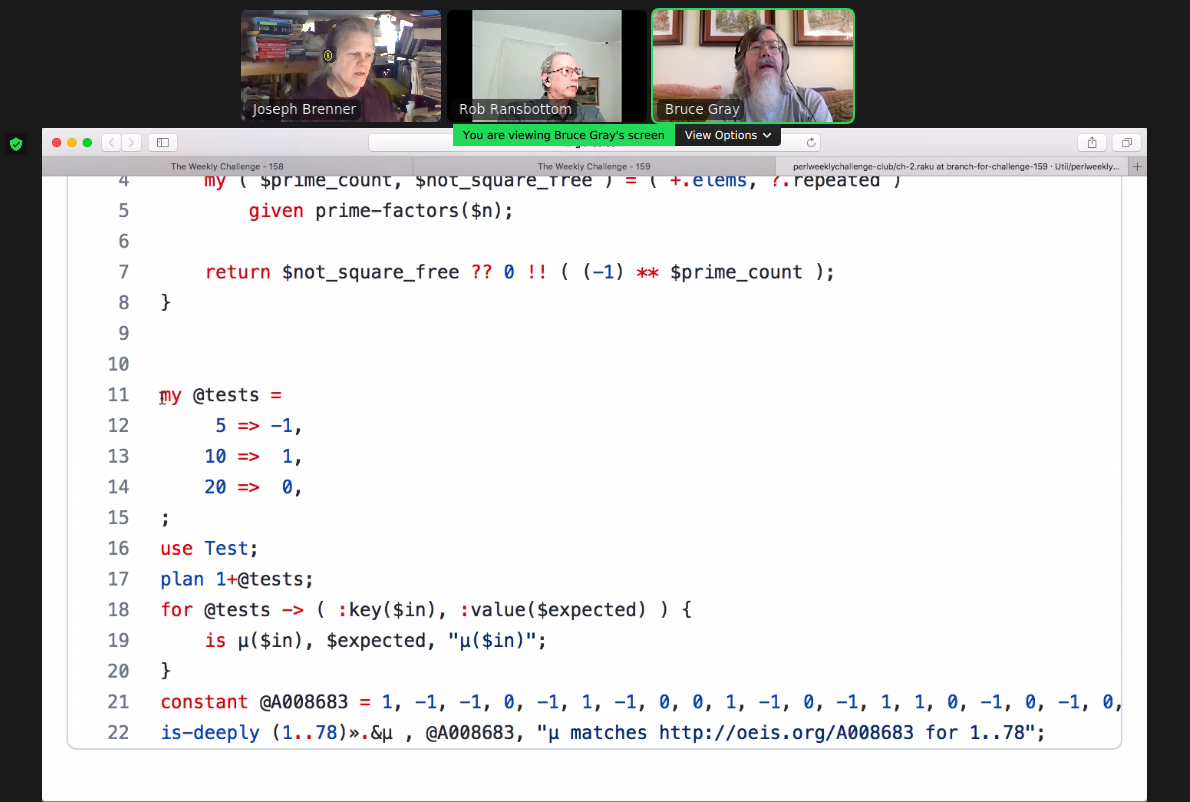 Joseph Brenner
Rob Ransbottom
Bruce Gray
You are viewing Bruce Gray's screen
View Options
The Weekly Challenge - 158
The Weekly Challenge - 159
perlweeklychallenge-club/ch-2.raku at branch-for-challenge-159 · Util/perlweekly...
4 my ( $prime_count, $not_square_free ) = ( +.elems, ?.repeated )
5 given prime-factors($n);
6
7 return $not_square_free ?? 0 !! ( (-1) ** $prime_count );
8 }
9
10
11 my @tests =
12 5 => -1,
13 10 => 1,
14 20 => 0,
15 ;
16 use Test;
17 plan 1+@tests;
18 for @tests -> ( :key($in), :value($expected) ) {
19 is μ($in), $expected, "μ($in)";
20 }
21 constant @A008683 = 1, -1, -1, 0, -1, 1, -1, 0, 0, 1, -1, 0, -1, 1, 1, 0, -1, 0, -1, 0,
22 is-deeply (1..78)».&μ , @A008683, "μ matches http://oeis.org/A008683 for 1..78";